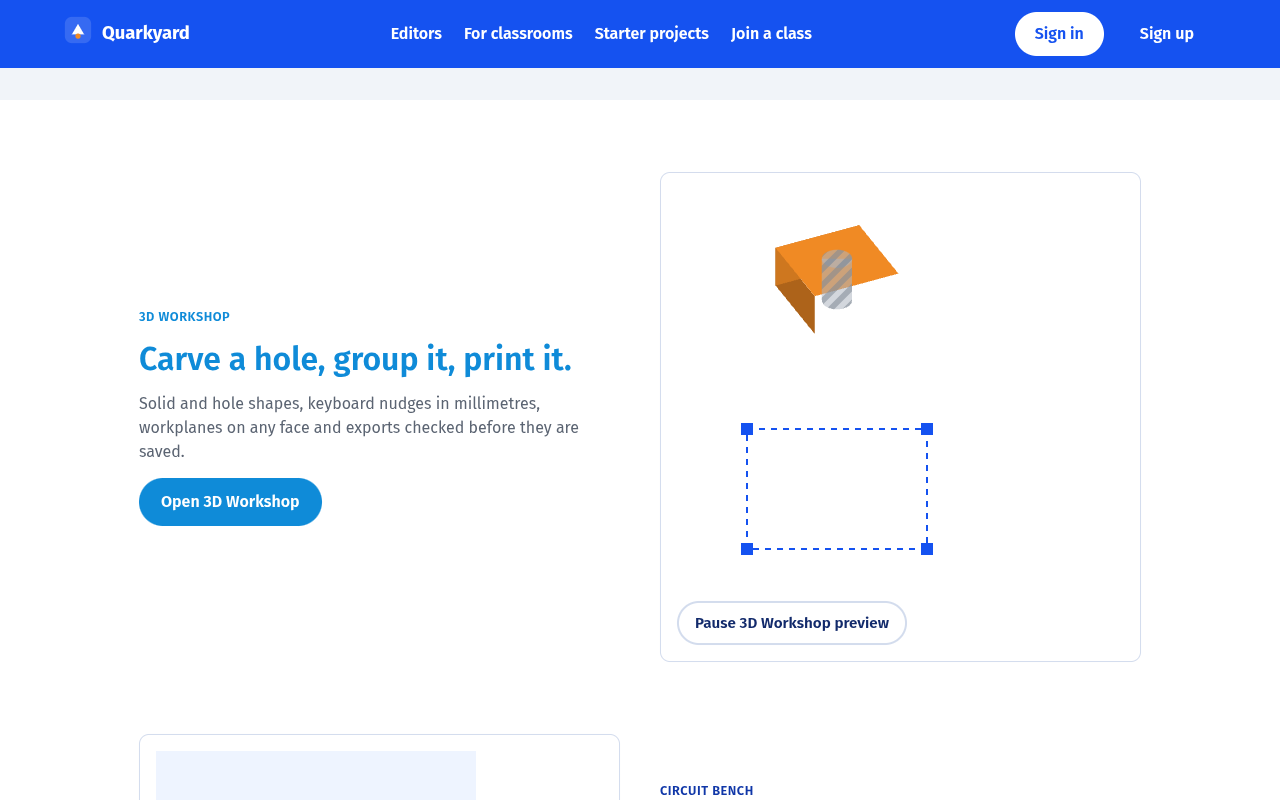 Quarkyard
Editors
For classrooms
Starter projects
Join a class
Sign in
Sign up
3D WORKSHOP
Carve a hole, group it, print it.
Solid and hole shapes, keyboard nudges in millimetres,
workplanes on any face and exports checked before they are
saved.
Open 3D Workshop
Pause 3D Workshop preview
CIRCUIT BENCH